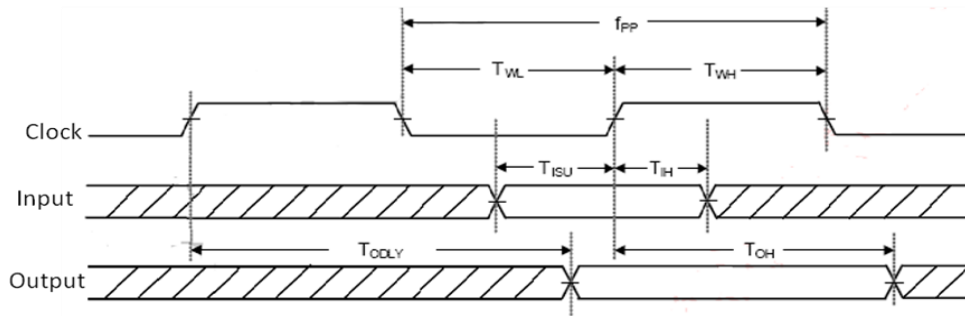 fPP
TWL TWH
Clock
TISU TIH
Input
TODLY TOH
Output